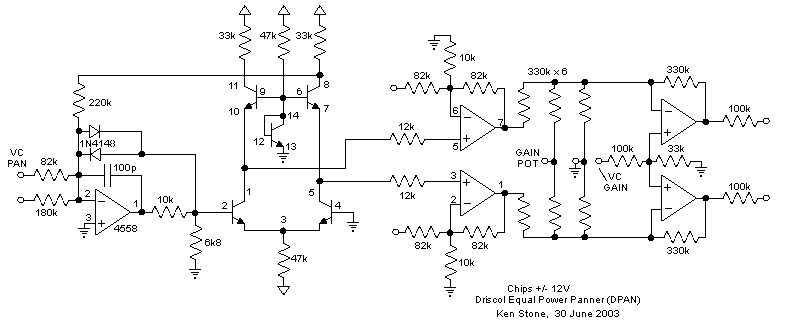 33k 47k 33k
11 9 6 8
10 14 7
12 13
220k
1N4148
VC
PAN
82k
100p
180k
2 1
3
4558
10k
6k8
1 5
2 4
3
47k
10k
82k 82k
6 7
5
12k
12k
3 1
2
82k 82k
10k
330k x 6
GAIN
POT
VC
GAIN
330k
100k
100k
33k
100k
330k
Chips +/- 12V
Driscol Equal Power Panner (DPAN)
Ken Stone, 30 June 2003